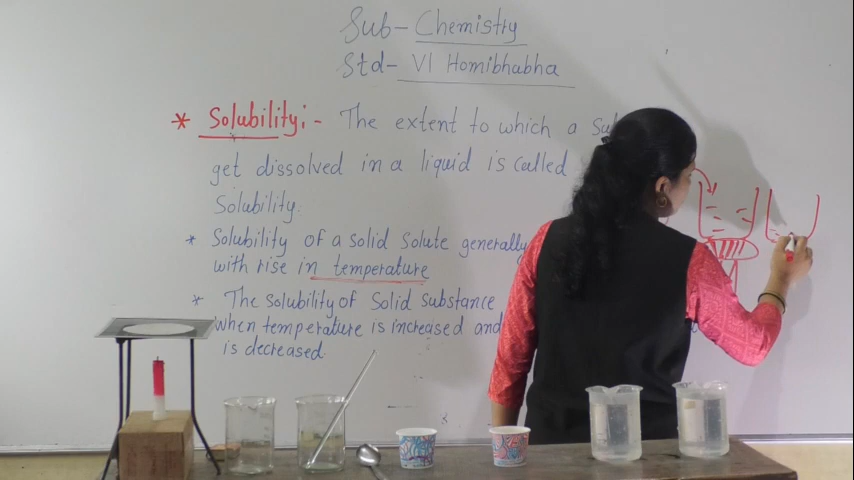 Sub- Chemistry
Std- VI Homibhabha
* Solubility:- The extent to which a su
get dissolved in a liquid is called
Solubility.
* Solubility of a solid solute generally
with rise in temperature
* The solubility of Solid substance
when temperature is increased and
is decreased.